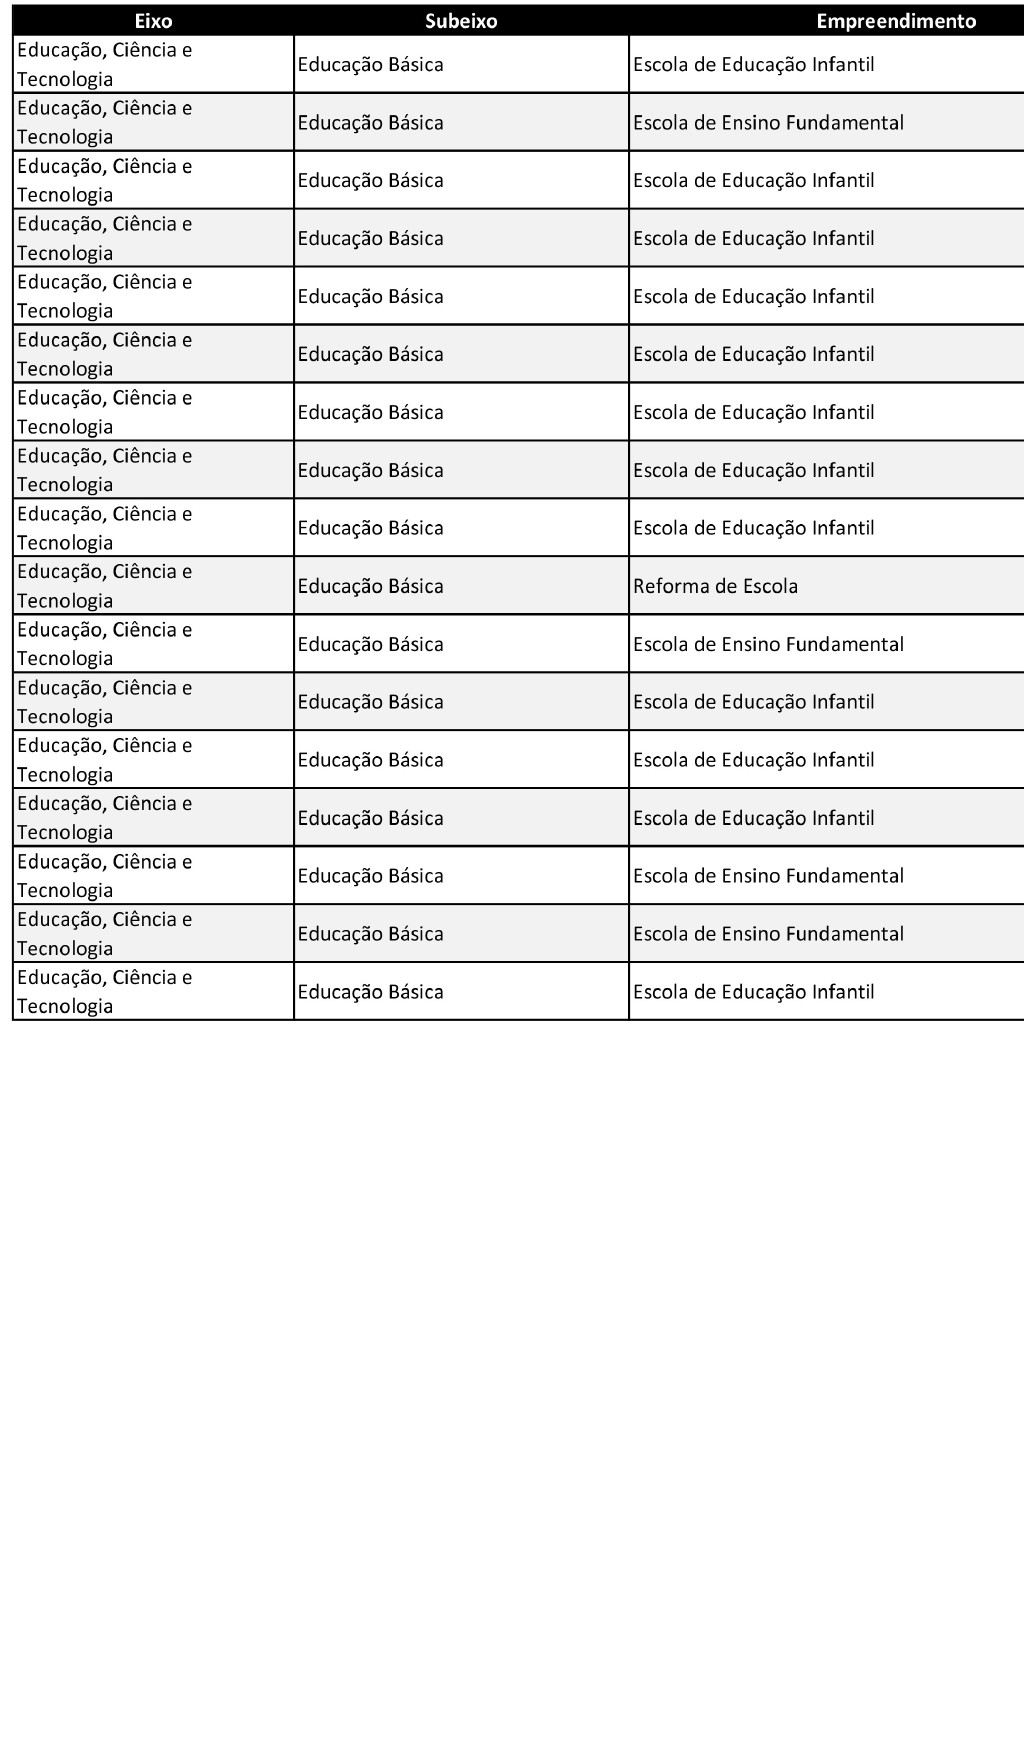 Eixo Subeixo Empreendimento
Educação, Ciência e
Tecnologia
Educação Básica
Escola de Educação Infantil
Educação, Ciência e
Tecnologia
Educação Básica
Escola de Ensino Fundamental
Educação, Ciência e
Tecnologia
Educação Básica
Escola de Educação Infantil
Educação, Ciência e
Tecnologia
Educação Básica
Escola de Educação Infantil
Educação, Ciência e
Tecnologia
Educação Básica
Escola de Educação Infantil
Educação, Ciência e
Tecnologia
Educação Básica
Escola de Educação Infantil
Educação, Ciência e
Tecnologia
Educação Básica
Escola de Educação Infantil
Educação, Ciência e
Tecnologia
Educação Básica
Escola de Educação Infantil
Educação, Ciência e
Tecnologia
Educação Básica
Escola de Educação Infantil
Educação, Ciência e
Tecnologia
Educação Básica
Reforma de Escola
Educação, Ciência e
Tecnologia
Educação Básica
Escola de Ensino Fundamental
Educação, Ciência e
Tecnologia
Educação Básica
Escola de Educação Infantil
Educação, Ciência e
Tecnologia
Educação Básica
Escola de Educação Infantil
Educação, Ciência e
Tecnologia
Educação Básica
Escola de Educação Infantil
Educação, Ciência e
Tecnologia
Educação Básica
Escola de Ensino Fundamental
Educação, Ciência e
Tecnologia
Educação Básica
Escola de Ensino Fundamental
Educação, Ciência e
Tecnologia
Educação Básica
Escola de Educação Infantil